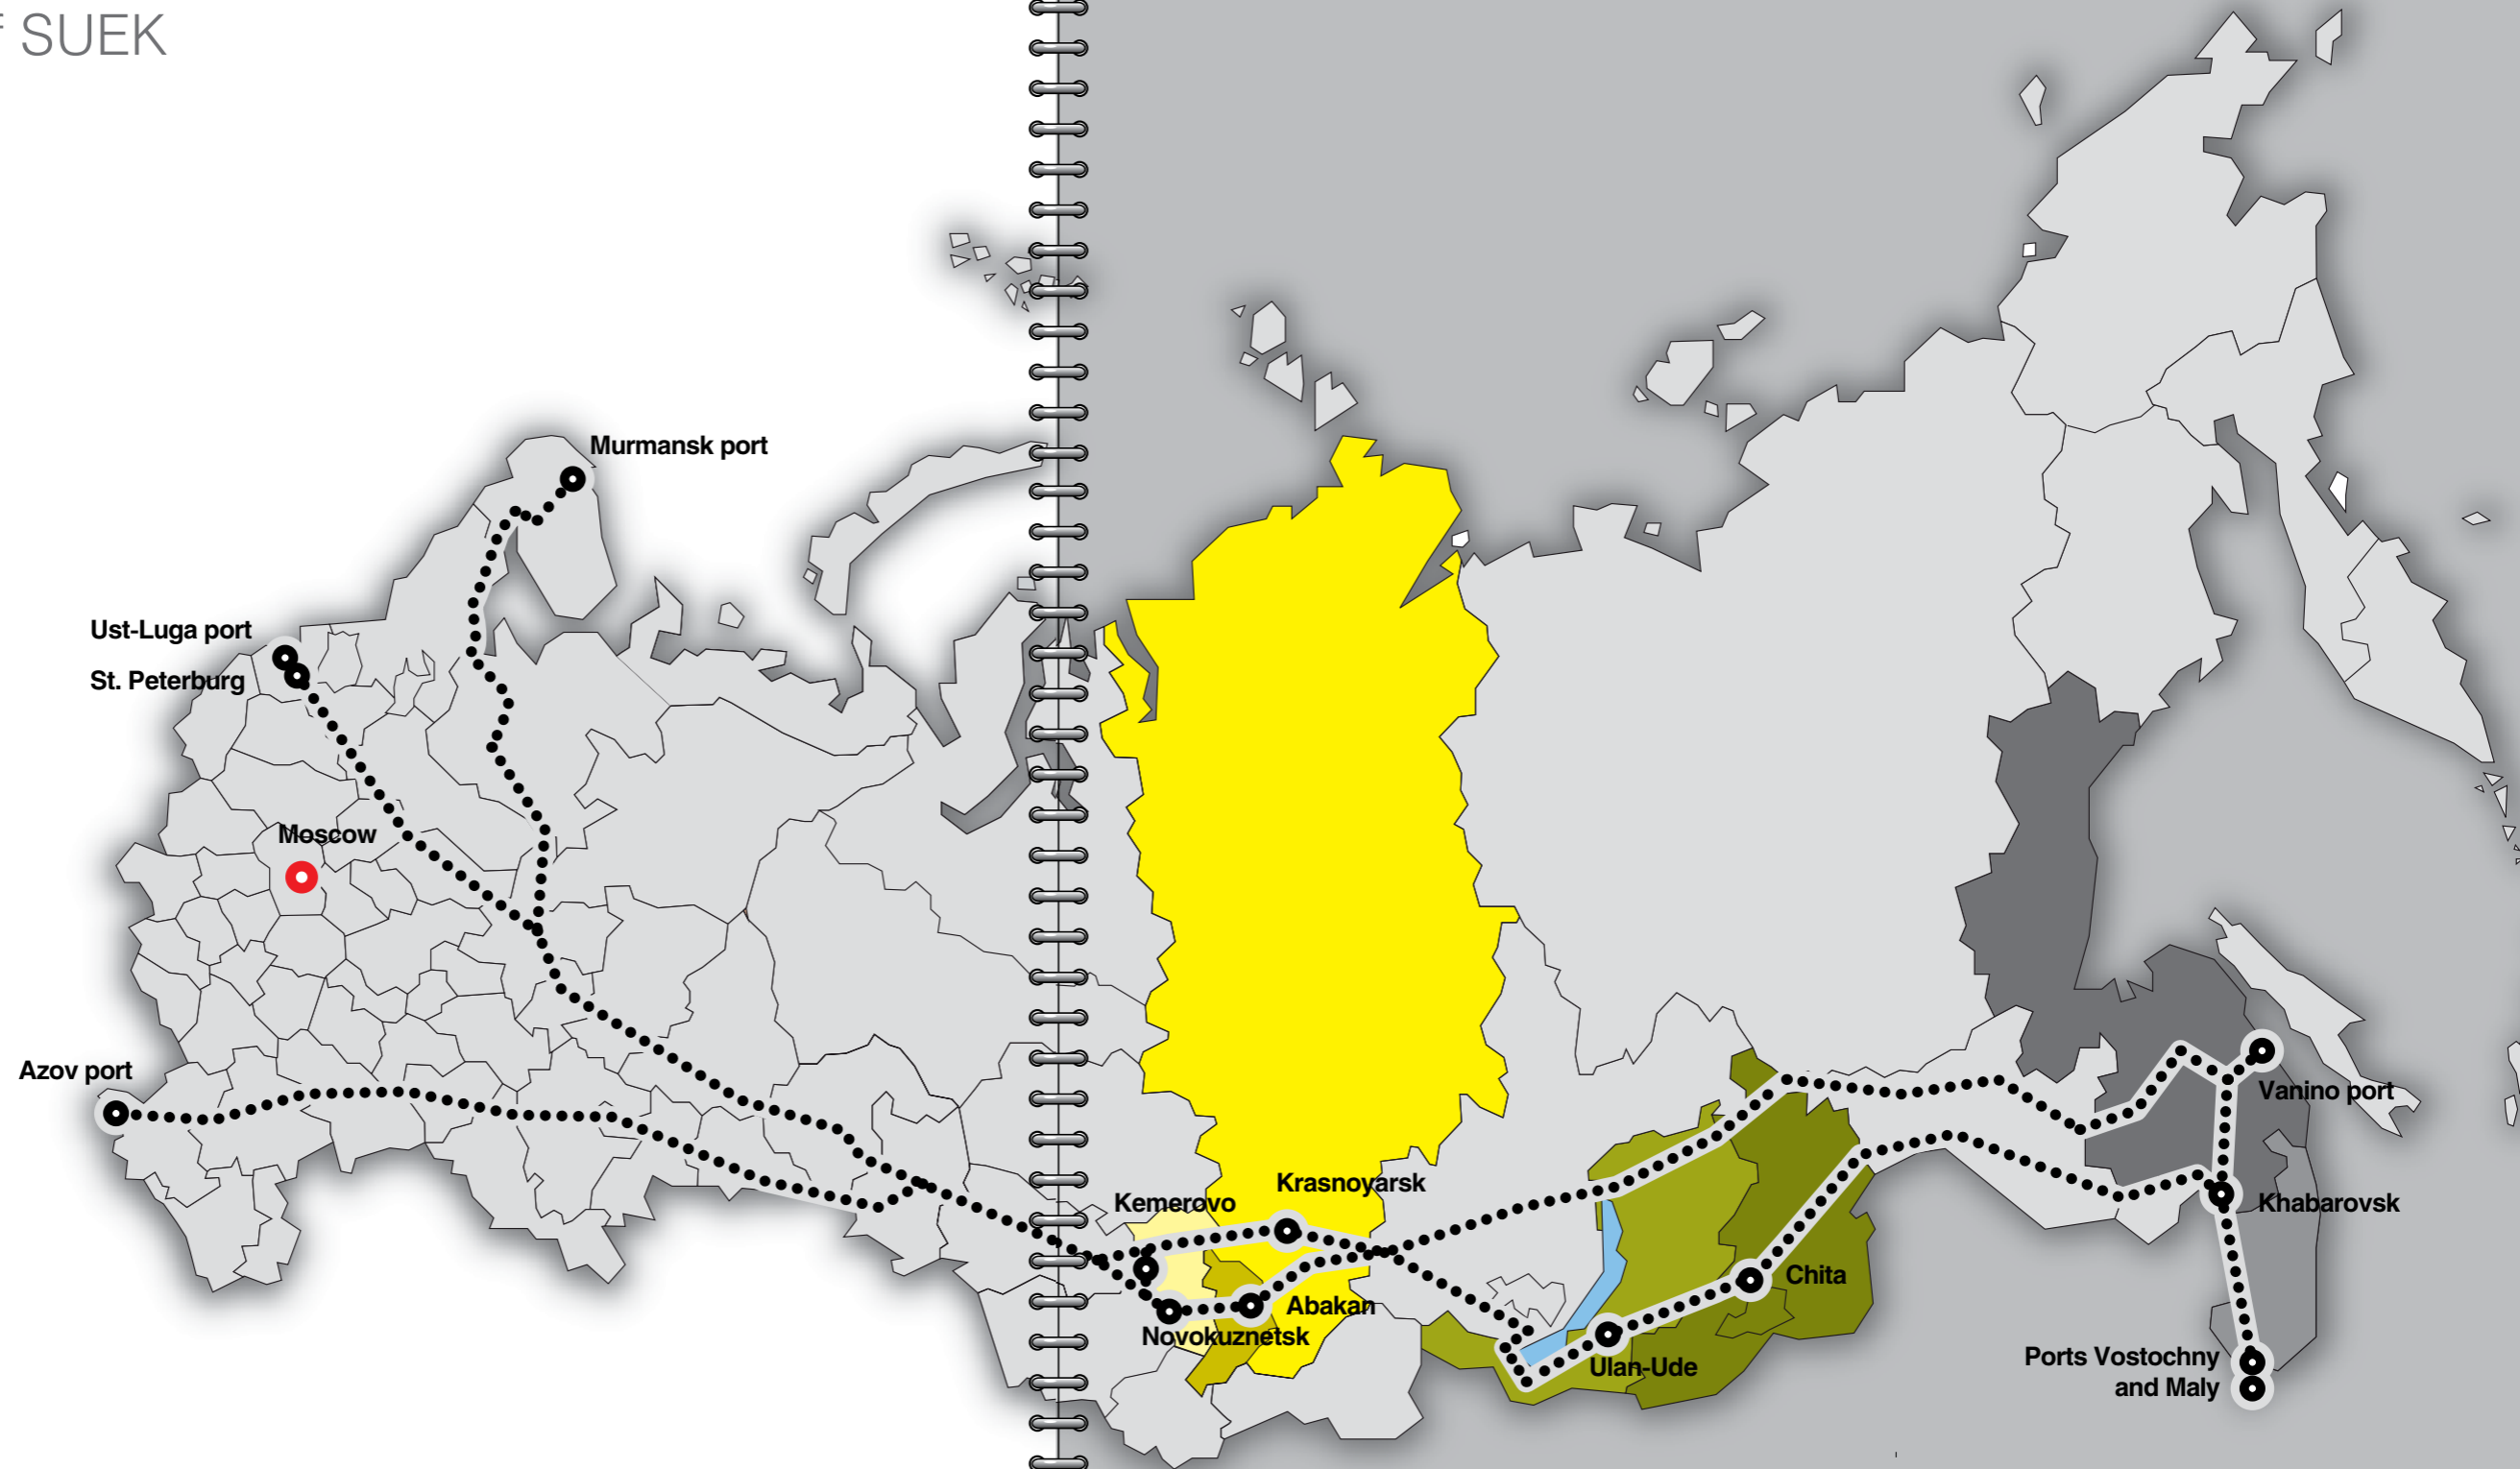 SUEK
Murmansk port
Ust-Luga port
St. Peterburg
Moscow
Azov port
Vanino port
Krasnoyarsk
Kemerovo
Khabarovsk
Chita
Abakan
Novokuznetsk
Ulan-Ude
Ports Vostochny
and Maly